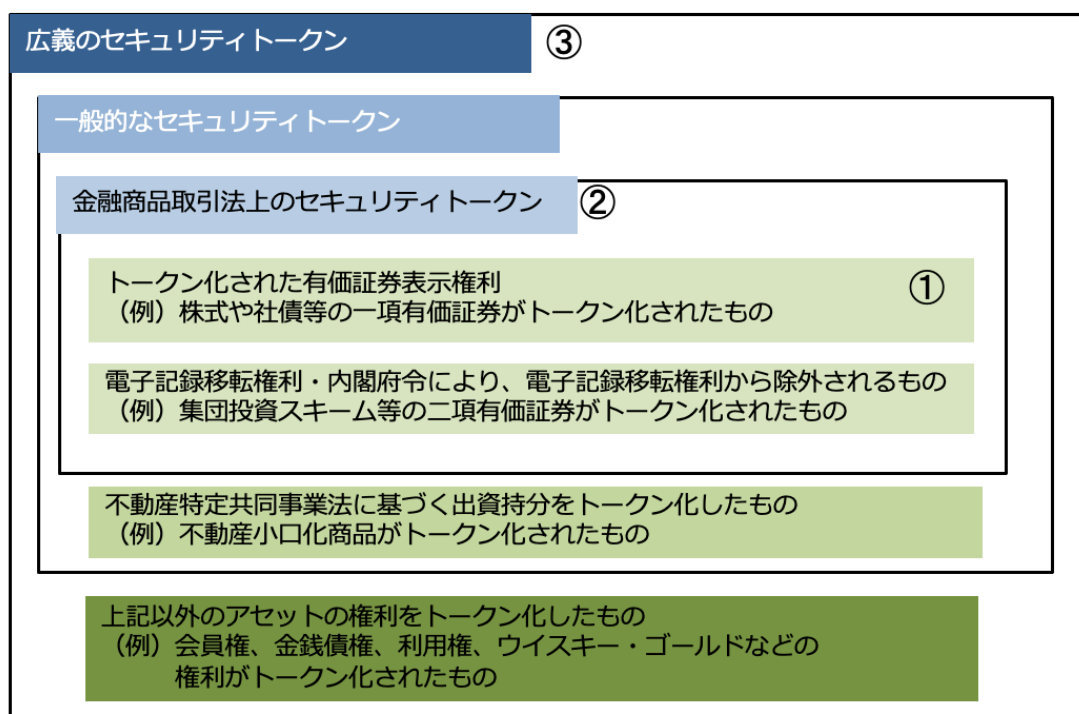 広義のセキュリティトークン ③
一般的なセキュリティトークン
金融商品取引法上のセキュリティトークン ②
トークン化された有価証券表示権利 ①
（例）株式や社債等の一項有価証券がトークン化されたもの
電子記録移転権利・内閣府令により、電子記録移転権利から除外されるもの
（例）集団投資スキーム等の二項有価証券がトークン化されたもの
不動産特定共同事業法に基づく出資持分をトークン化したもの
（例）不動産小口化商品がトークン化されたもの
上記以外のアセットの権利をトークン化したもの
（例）会員権、金銭債権、利用権、ウイスキー・ゴールドなどの
権利がトークン化されたもの